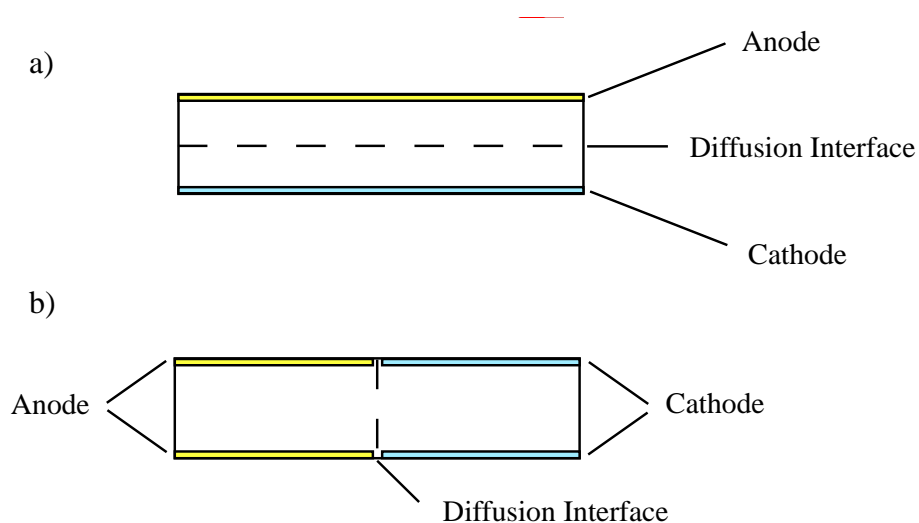 a)
Anode
Diffusion Interface
Cathode
b)
Anode
Cathode
Diffusion Interface